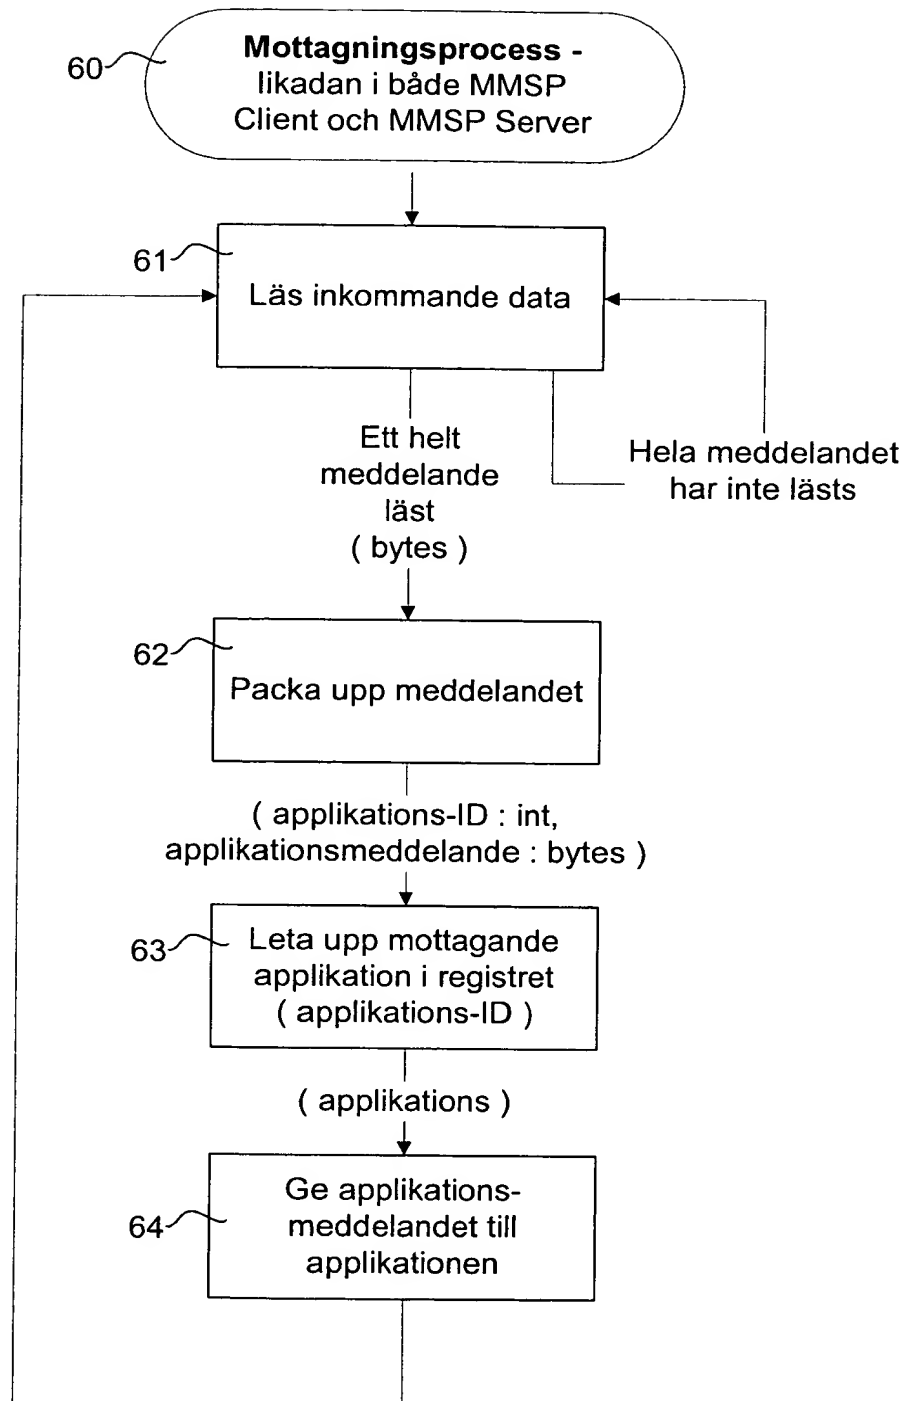 60
Mottagningsprocess -
likadan i både MMSP
Client och MMSP Server
61
Läs inkommande data
Ett helt
meddelande
läst
( bytes )
Hela meddelandet
har inte lästs
62
Packa upp meddelandet
( applikations-ID : int,
applikationsmeddelande : bytes )
63
Leta upp mottagande
applikation i registret
( applikations-ID )
( applikations )
64
Ge applikations-
meddelandet till
applikationen